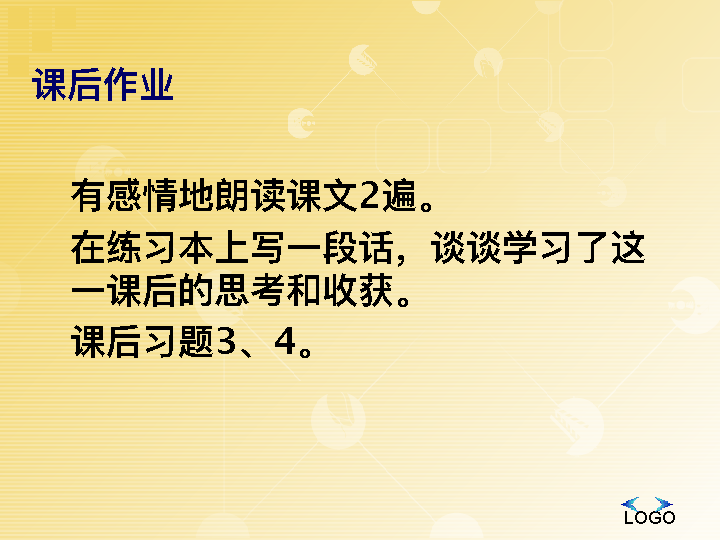 课后作业
有感情地朗读课文2遍。
在练习本上写一段话，谈谈学习了这
一课后的思考和收获。
课后习题3、4。
LOGO